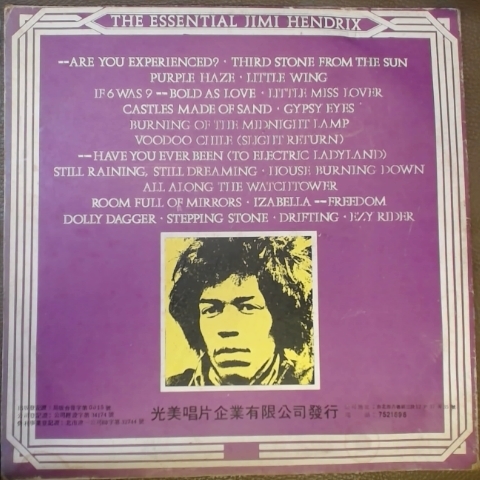 THE ESSENTIAL JIMI HENDRIX
--ARE YOU EXPERIENCED? · THIRD STONE FROM THE SUN
PURPLE HAZE · LITTLE WING
IF 6 WAS 9 --BOLD AS LOVE · LITTLE MISS LOVER
CASTLES MADE OF SAND · GYPSY EYES
BURNING OF THE MIDNIGHT LAMP
VOODOO CHILE (SLIGHT RETURN)
--HAVE YOU EVER BEEN (TO ELECTRIC LADYLAND)
STILL RAINING, STILL DREAMING · HOUSE BURNING DOWN
ALL ALONG THE WATCHTOWER
ROOM FULL OF MIRRORS · IZABELLA --FREEDOM
DOLLY DAGGER · STEPPING STONE · DRIFTING · EZY RIDER
光美唱片企業有限公司發行